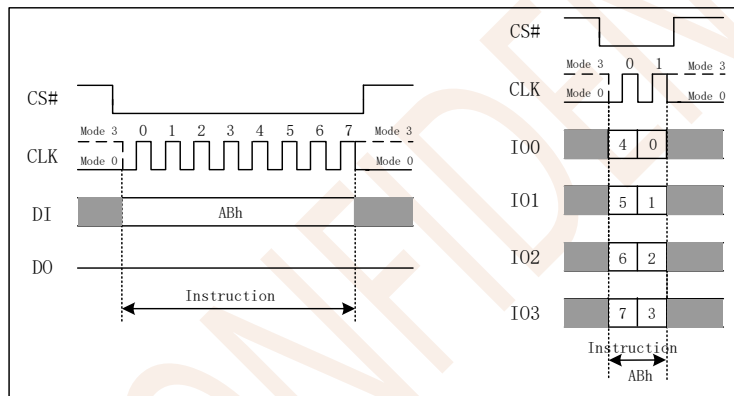 CS#
Mode 3 0 1 2 3 4 5 6 7 Mode 3
CLK
Mode 0 Mode 0
DI ABh
DO
Instruction
CS#
Mode 3 0 1 Mode 3
CLK
Mode 0 Mode 0
IO0 4 0
IO1 5 1
IO2 6 2
IO3 7 3
Instruction
ABh